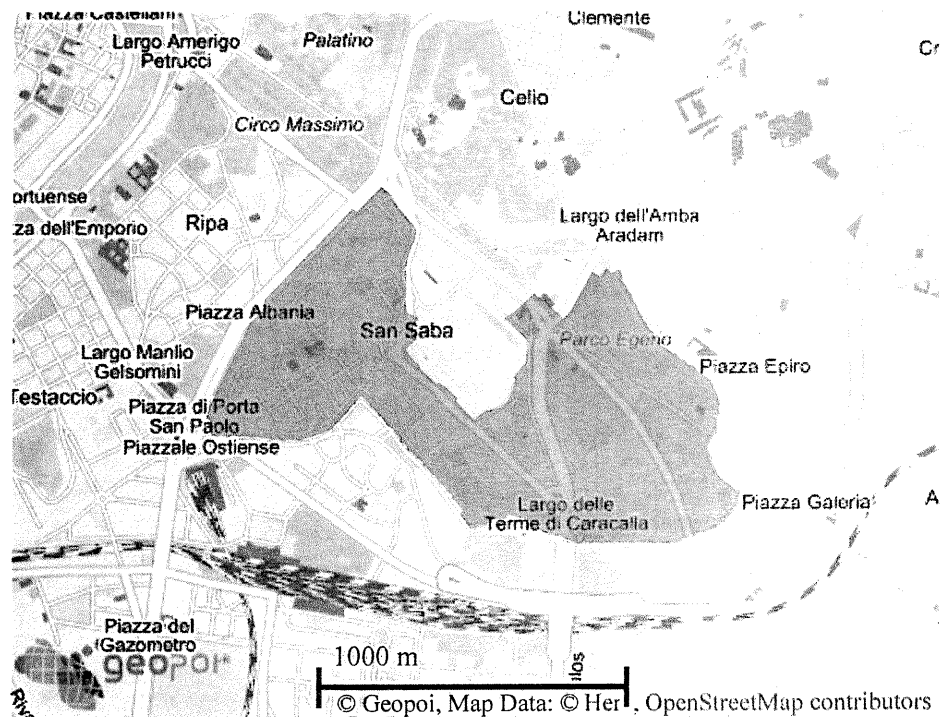 Piazza Castellani
Largo Amerigo
Petrucci
Palatino
Clemente
Celio
Circo Massimo
ortuense
zza dell'Emporio
Ripa
Largo dell'Amba
Aradam
Piazza Albania
San Saba
Parco Egerio
Largo Manlio
Gelsomini
Piazza Epiro
Testaccio
Piazza di Porta
San Paolo
Piazzale Ostiense
Largo delle
Terme di Caracalla
Piazza Galeria
A
Piazza del
Gazometro
geopoi
1000 m
© Geopoi, Map Data: © Her , OpenStreetMap contributors